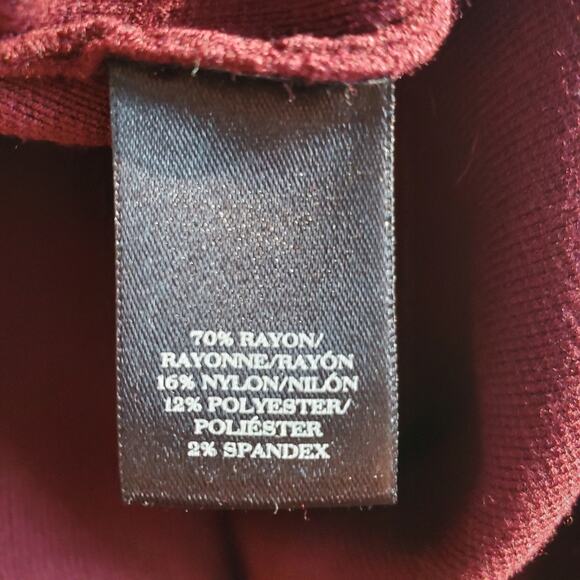 70% RAYON/
RAYONNE/RAYÓN
16% NYLON/NILÓN
12% POLYESTER/
POLIÉSTER
2% SPANDEX